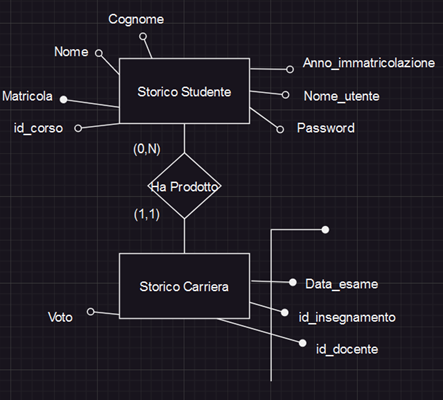 Cognome
Nome
Anno_immatricolazione
Matricola
Storico Studente
Nome_utente
id_corso
Password
(0,N)
Ha Prodotto
(1,1)
Storico Carriera
Data_esame
Voto
id_insegnamento
id_docente